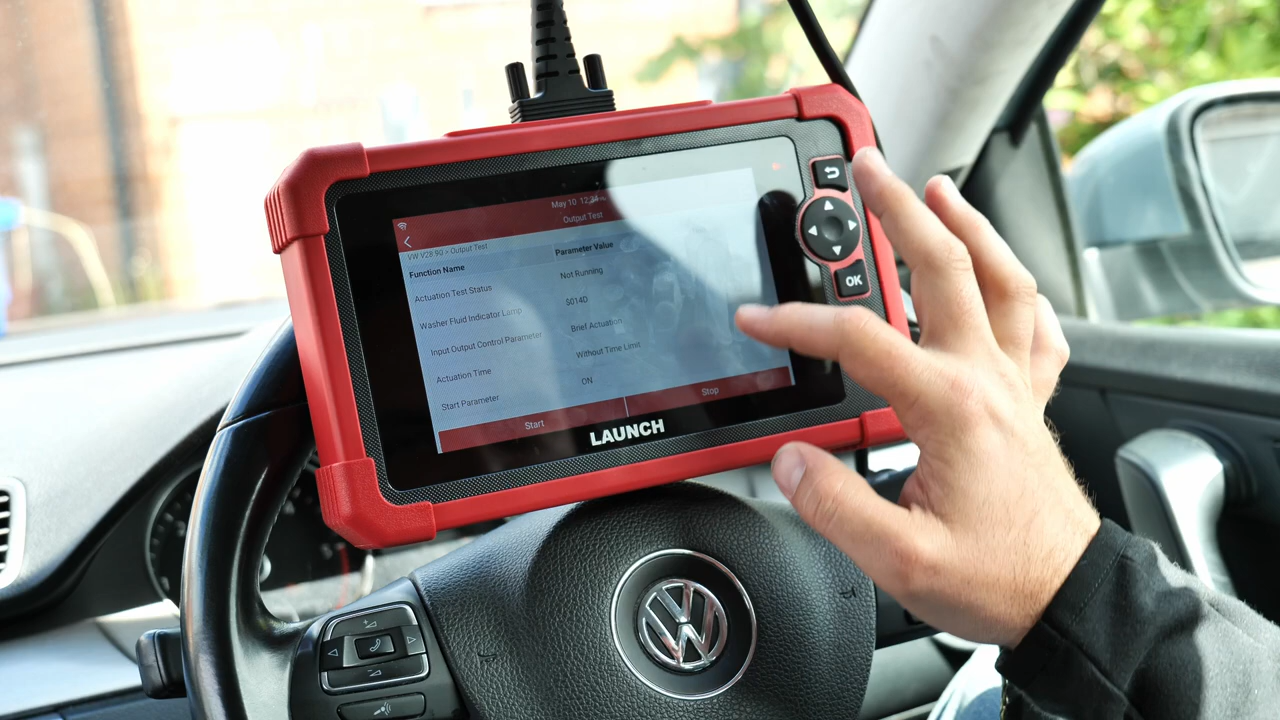 May 10 12:34
Output Test
VW V28.90 > Output Test
Function Name Parameter Value
Actuation Test Status Not Running
Washer Fluid Indicator Lamp $014D
Input Output Control Parameter Brief Actuation
Actuation Time Without Time Limit
Start Parameter ON
Start Stop
LAUNCH
OK